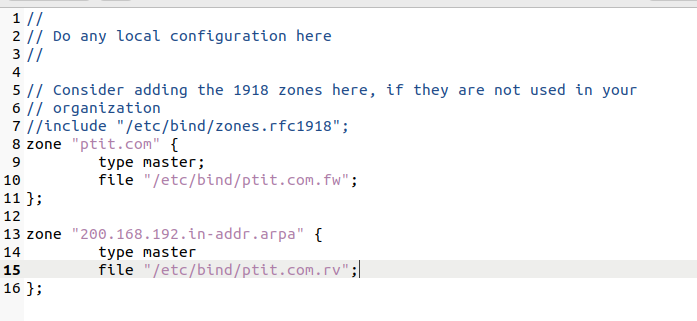 1 //
2 // Do any local configuration here
3 //
4
5 // Consider adding the 1918 zones here, if they are not used in your
6 // organization
7 //include "/etc/bind/zones.rfc1918";
8 zone "ptit.com" {
9         type master;
10         file "/etc/bind/ptit.com.fw";
11 };
12
13 zone "200.168.192.in-addr.arpa" {
14         type master
15         file "/etc/bind/ptit.com.rv";
16 };